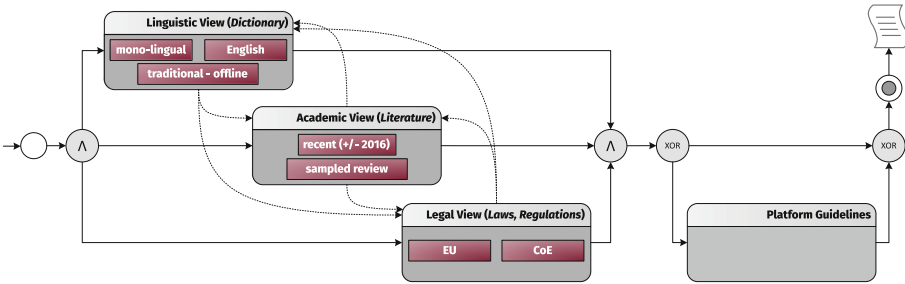 Linguistic View (Dictionary)
mono-lingual English
traditional - offline
Academic View (Literature)
recent (+/- 2016)
sampled review
Λ
Λ
XOR
XOR
Legal View (Laws, Regulations)
EU CoE
Platform Guidelines